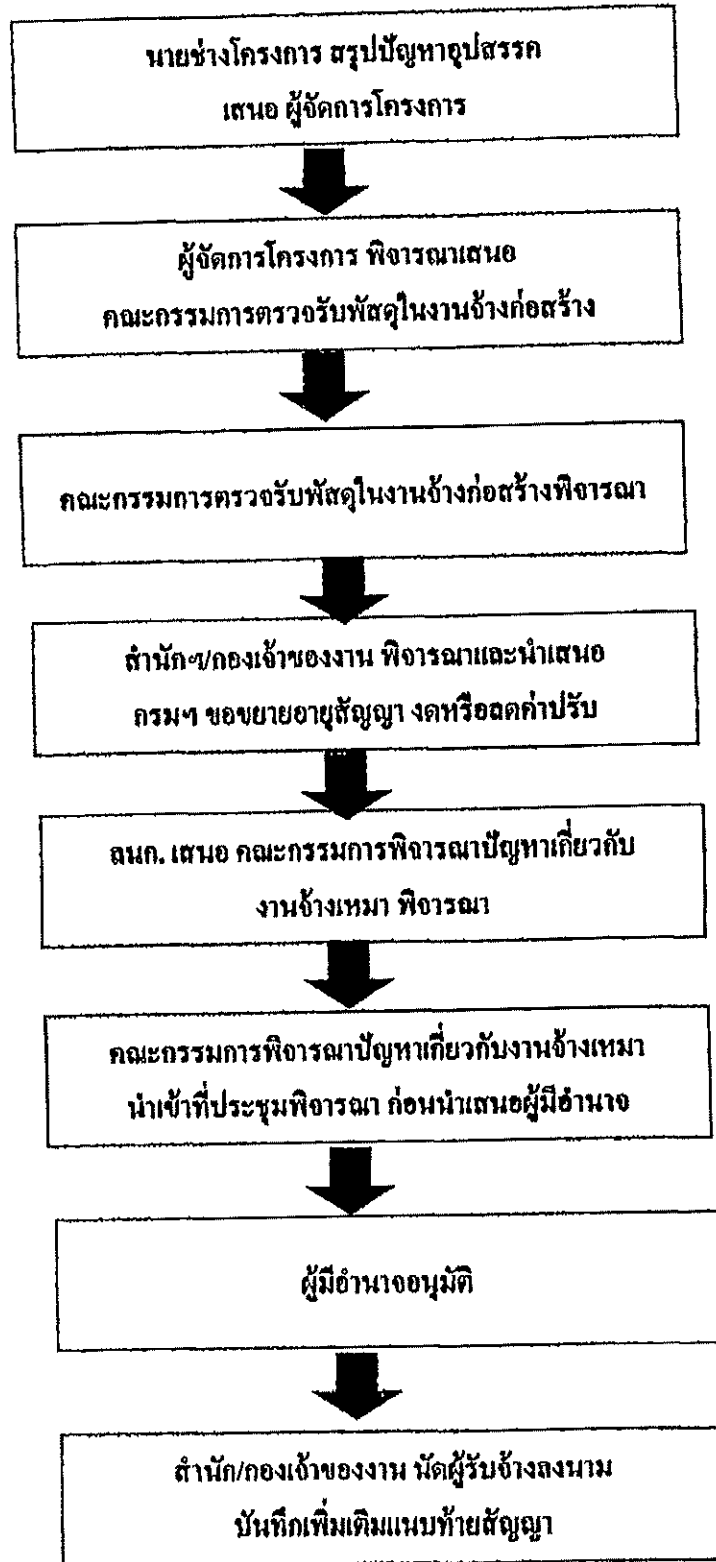 นายช่างโครงการ สรุปปัญหาอุปสรรค
เสนอ ผู้จัดการโครงการ
ผู้จัดการโครงการ พิจารณาเสนอ
คณะกรรมการตรวจรับพัสดุในงานจ้างก่อสร้าง
คณะกรรมการตรวจรับพัสดุในงานจ้างก่อสร้างพิจารณา
สำนักฯ/กองเจ้าของงาน พิจารณาและนำเสนอ
กรมฯ ขอขยายอายุสัญญา งดหรือลดค่าปรับ
ลนก. เสนอ คณะกรรมการพิจารณาปัญหาเกี่ยวกับ
งานจ้างเหมา พิจารณา
คณะกรรมการพิจารณาปัญหาเกี่ยวกับงานจ้างเหมา
นำเข้าที่ประชุมพิจารณา ก่อนนำเสนอผู้มีอำนาจ
ผู้มีอำนาจอนุมัติ
สำนัก/กองเจ้าของงาน นัดผู้รับจ้างลงนาม
บันทึกเพิ่มเติมแนบท้ายสัญญา